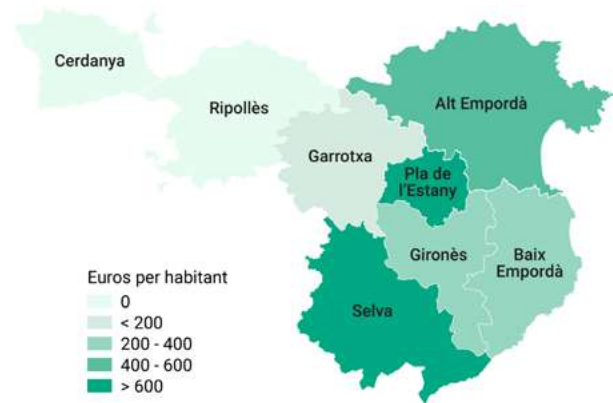 Cerdanya
Ripollès
Alt Empordà
Garrotxa
Pla de
l'Estany
Gironès
Baix
Empordà
Selva
Euros per habitant
0
< 200
200 - 400
400 - 600
> 600